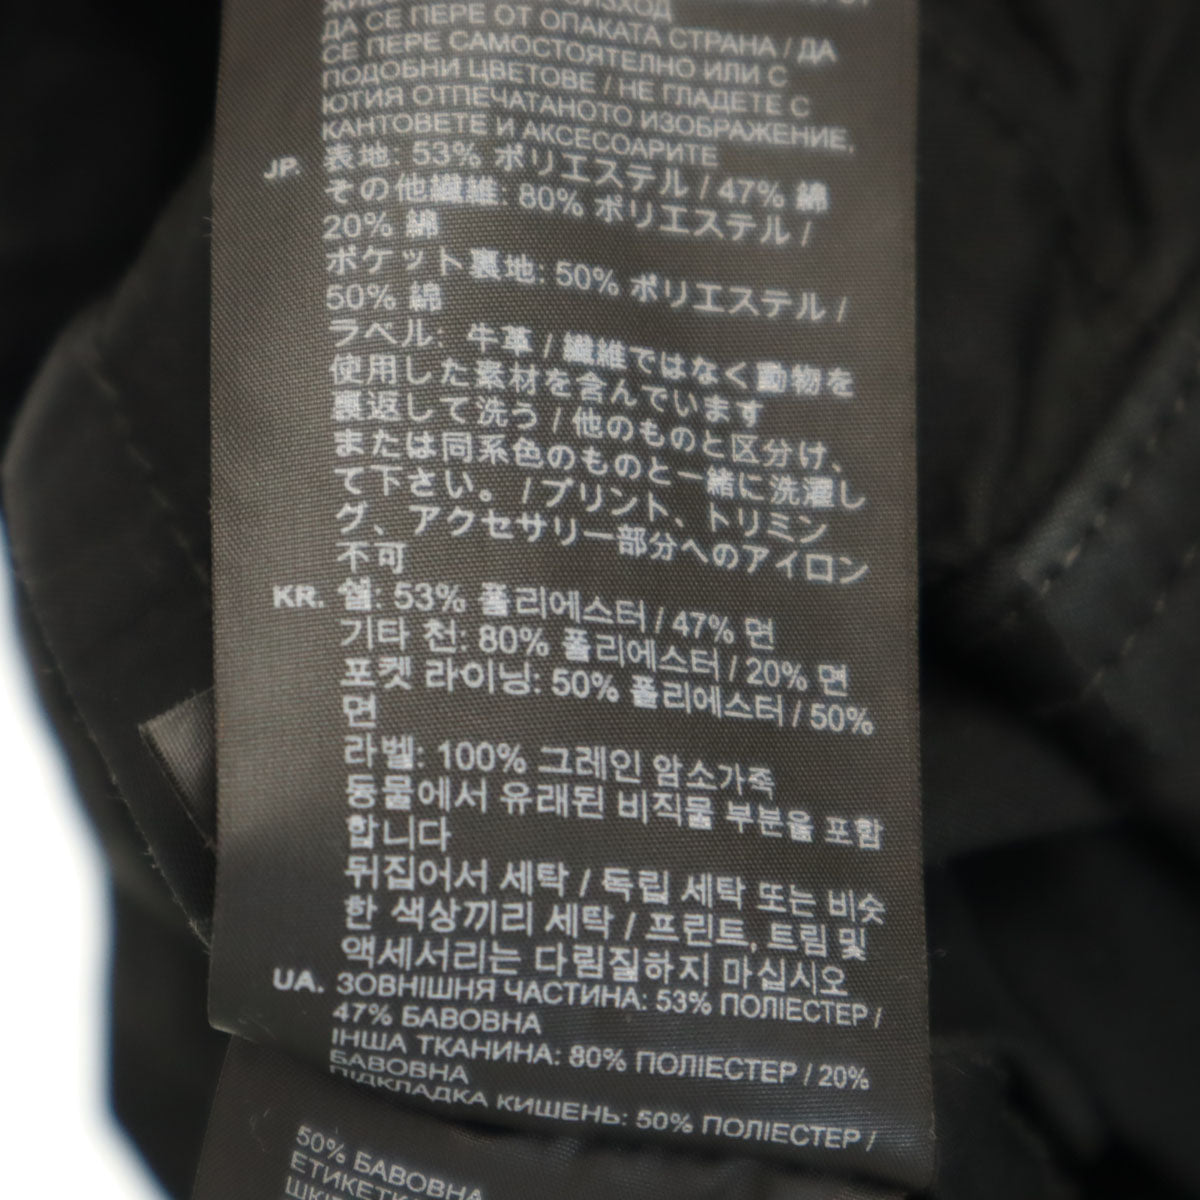 ДА СЕ ПЕРЕ ОТ ОПАКАТА СТРАНА / ДА
СЕ ПЕРЕ САМОСТОЯТЕЛНО ИЛИ С
ПОДОБНИ ЦВЕТОВЕ / НЕ ГЛАДЕТЕ С
ЮТИЯ ОТПЕЧАТАНОТО ИЗОБРАЖЕНИЕ,
КАНТОВЕТЕ И АКСЕСОАРИТЕ
JP. 表地: 53% ポリエステル / 47% 綿
その他繊維: 80% ポリエステル /
20% 綿
ポケット裏地: 50% ポリエステル /
50% 綿
ラベル: 牛革 / 繊維ではなく動物を
使用した素材を含んでいます
裏返して洗う / 他のものと区分け、
または同系色のものと一緒に洗濯し
て下さい。 / プリント、トリミン
グ、アクセサリー部分へのアイロン
不可
KR. 쉘: 53% 폴리에스터 / 47% 면
기타 천: 80% 폴리에스터 / 20% 면
포켓 라이닝: 50% 폴리에스터 / 50%
면
라벨: 100% 그레인 암소가죽
동물에서 유래된 비직물 부분을 포함
합니다
뒤집어서 세탁 / 독립 세탁 또는 비슷
한 색상끼리 세탁 / 프린트, 트림 및
액세서리는 다림질하지 마십시오
UA. ЗОВНІШНЯ ЧАСТИНА: 53% ПОЛІЕСТЕР /
47% БАВОВНА
ІНША ТКАНИНА: 80% ПОЛІЕСТЕР / 20%
БАВОВНА
ПІДКЛАДКА КИШЕНЬ: 50% ПОЛІЕСТЕР /
50% БАВОВНА